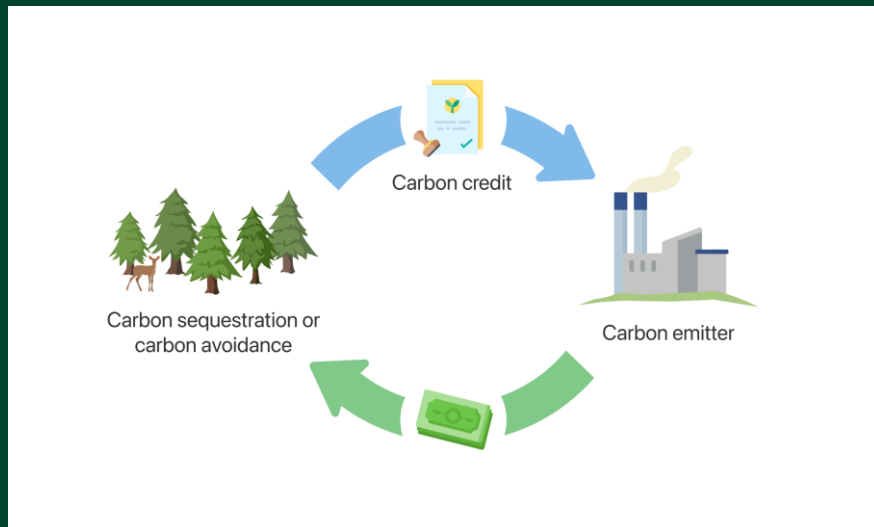 Carbon credit
Carbon sequestration or
carbon avoidance
Carbon emitter